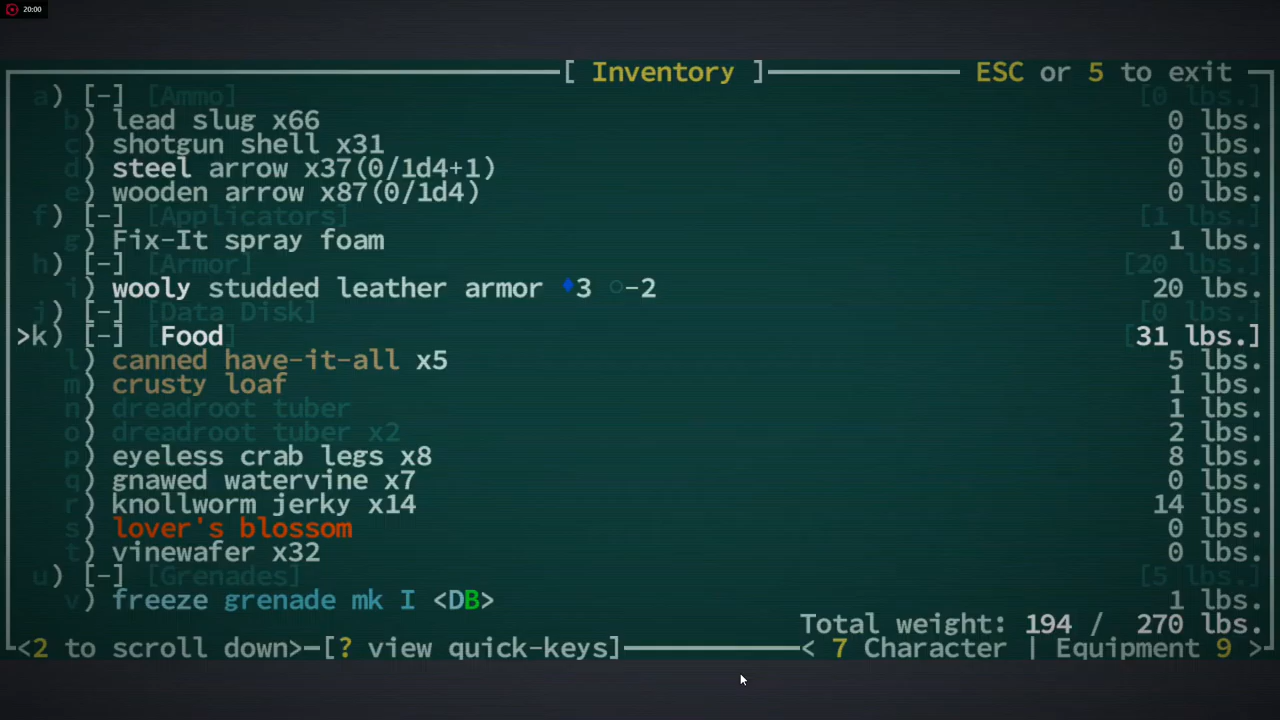 20:00
[ Inventory ] ESC or 5 to exit
a) [-] [Ammo] [0 lbs.]
b) lead slug x66 0 lbs.
c) shotgun shell x31 0 lbs.
d) steel arrow x37(0/1d4+1) 0 lbs.
e) wooden arrow x87(0/1d4) 0 lbs.
f) [-] [Applicators] [1 lbs.]
g) Fix-It spray foam 1 lbs.
h) [-] [Armor] [20 lbs.]
i) wooly studded leather armor ♦3 ○-2 20 lbs.
j) [-] [Data Disk] [0 lbs.]
>k) [-] [Food] [31 lbs.]
l) canned have-it-all x5 5 lbs.
m) crusty loaf 1 lbs.
n) dreadroot tuber 1 lbs.
o) dreadroot tuber x2 2 lbs.
p) eyeless crab legs x8 8 lbs.
q) gnawed watervine x7 0 lbs.
r) knollworm jerky x14 14 lbs.
s) lover's blossom 0 lbs.
t) vinewafer x32 0 lbs.
u) [-] [Grenades] [5 lbs.]
v) freeze grenade mk I <DB> 1 lbs.
Total weight: 194 / 270 lbs.
<2 to scroll down> [? view quick-keys] < 7 Character | Equipment 9 >